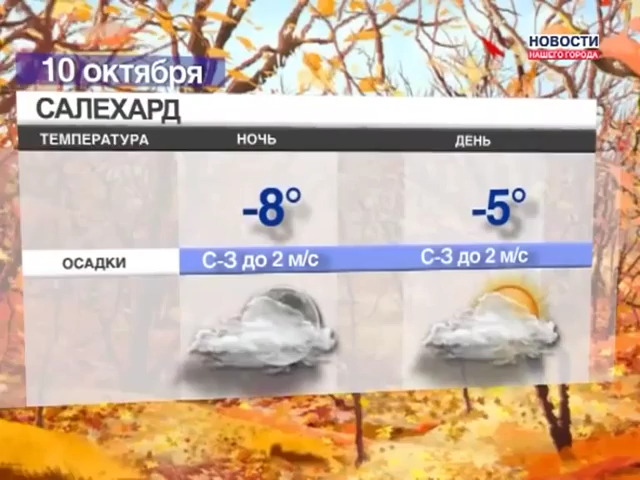 10 октября
НОВОСТИ
НАШЕГО ГОРОДА
САЛЕХАРД
ТЕМПЕРАТУРА НОЧЬ ДЕНЬ
-8° -5°
ОСАДКИ С-З до 2 м/с С-З до 2 м/с